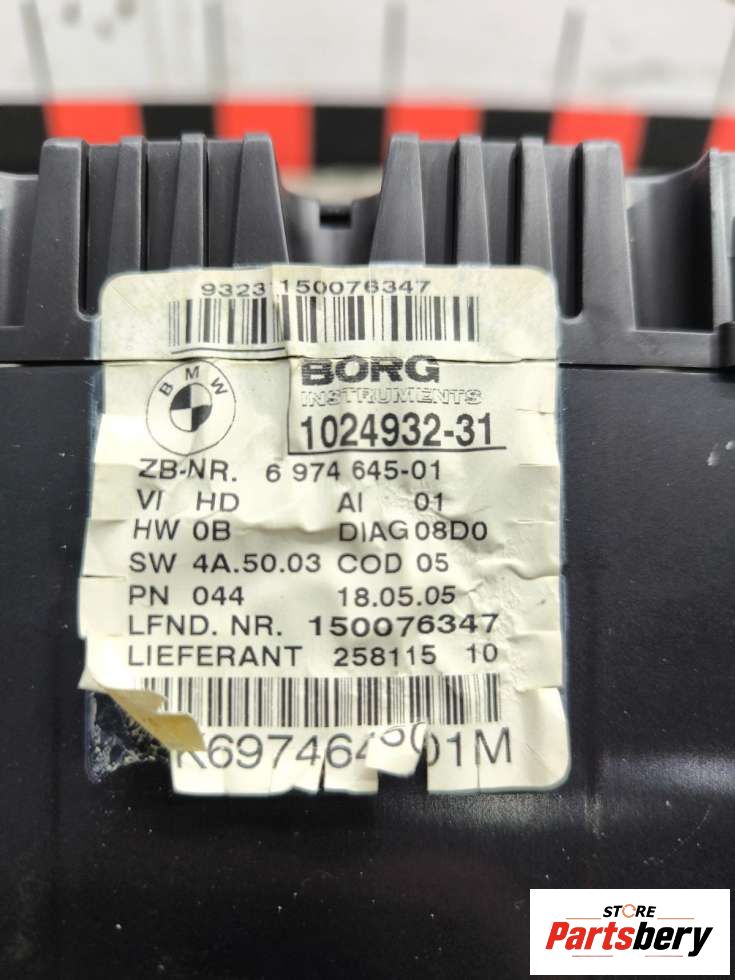 93231150076347
BMW
BORG
INSTRUMENTS
1024932-31
ZB-NR. 6 974 645-01
VI HD AI 01
HW 0B DIAG 08D0
SW 4A.50.03 COD 05
PN 044 18.05.05
LFND. NR. 150076347
LIEFERANT 258115 10
STORE
Partsbery